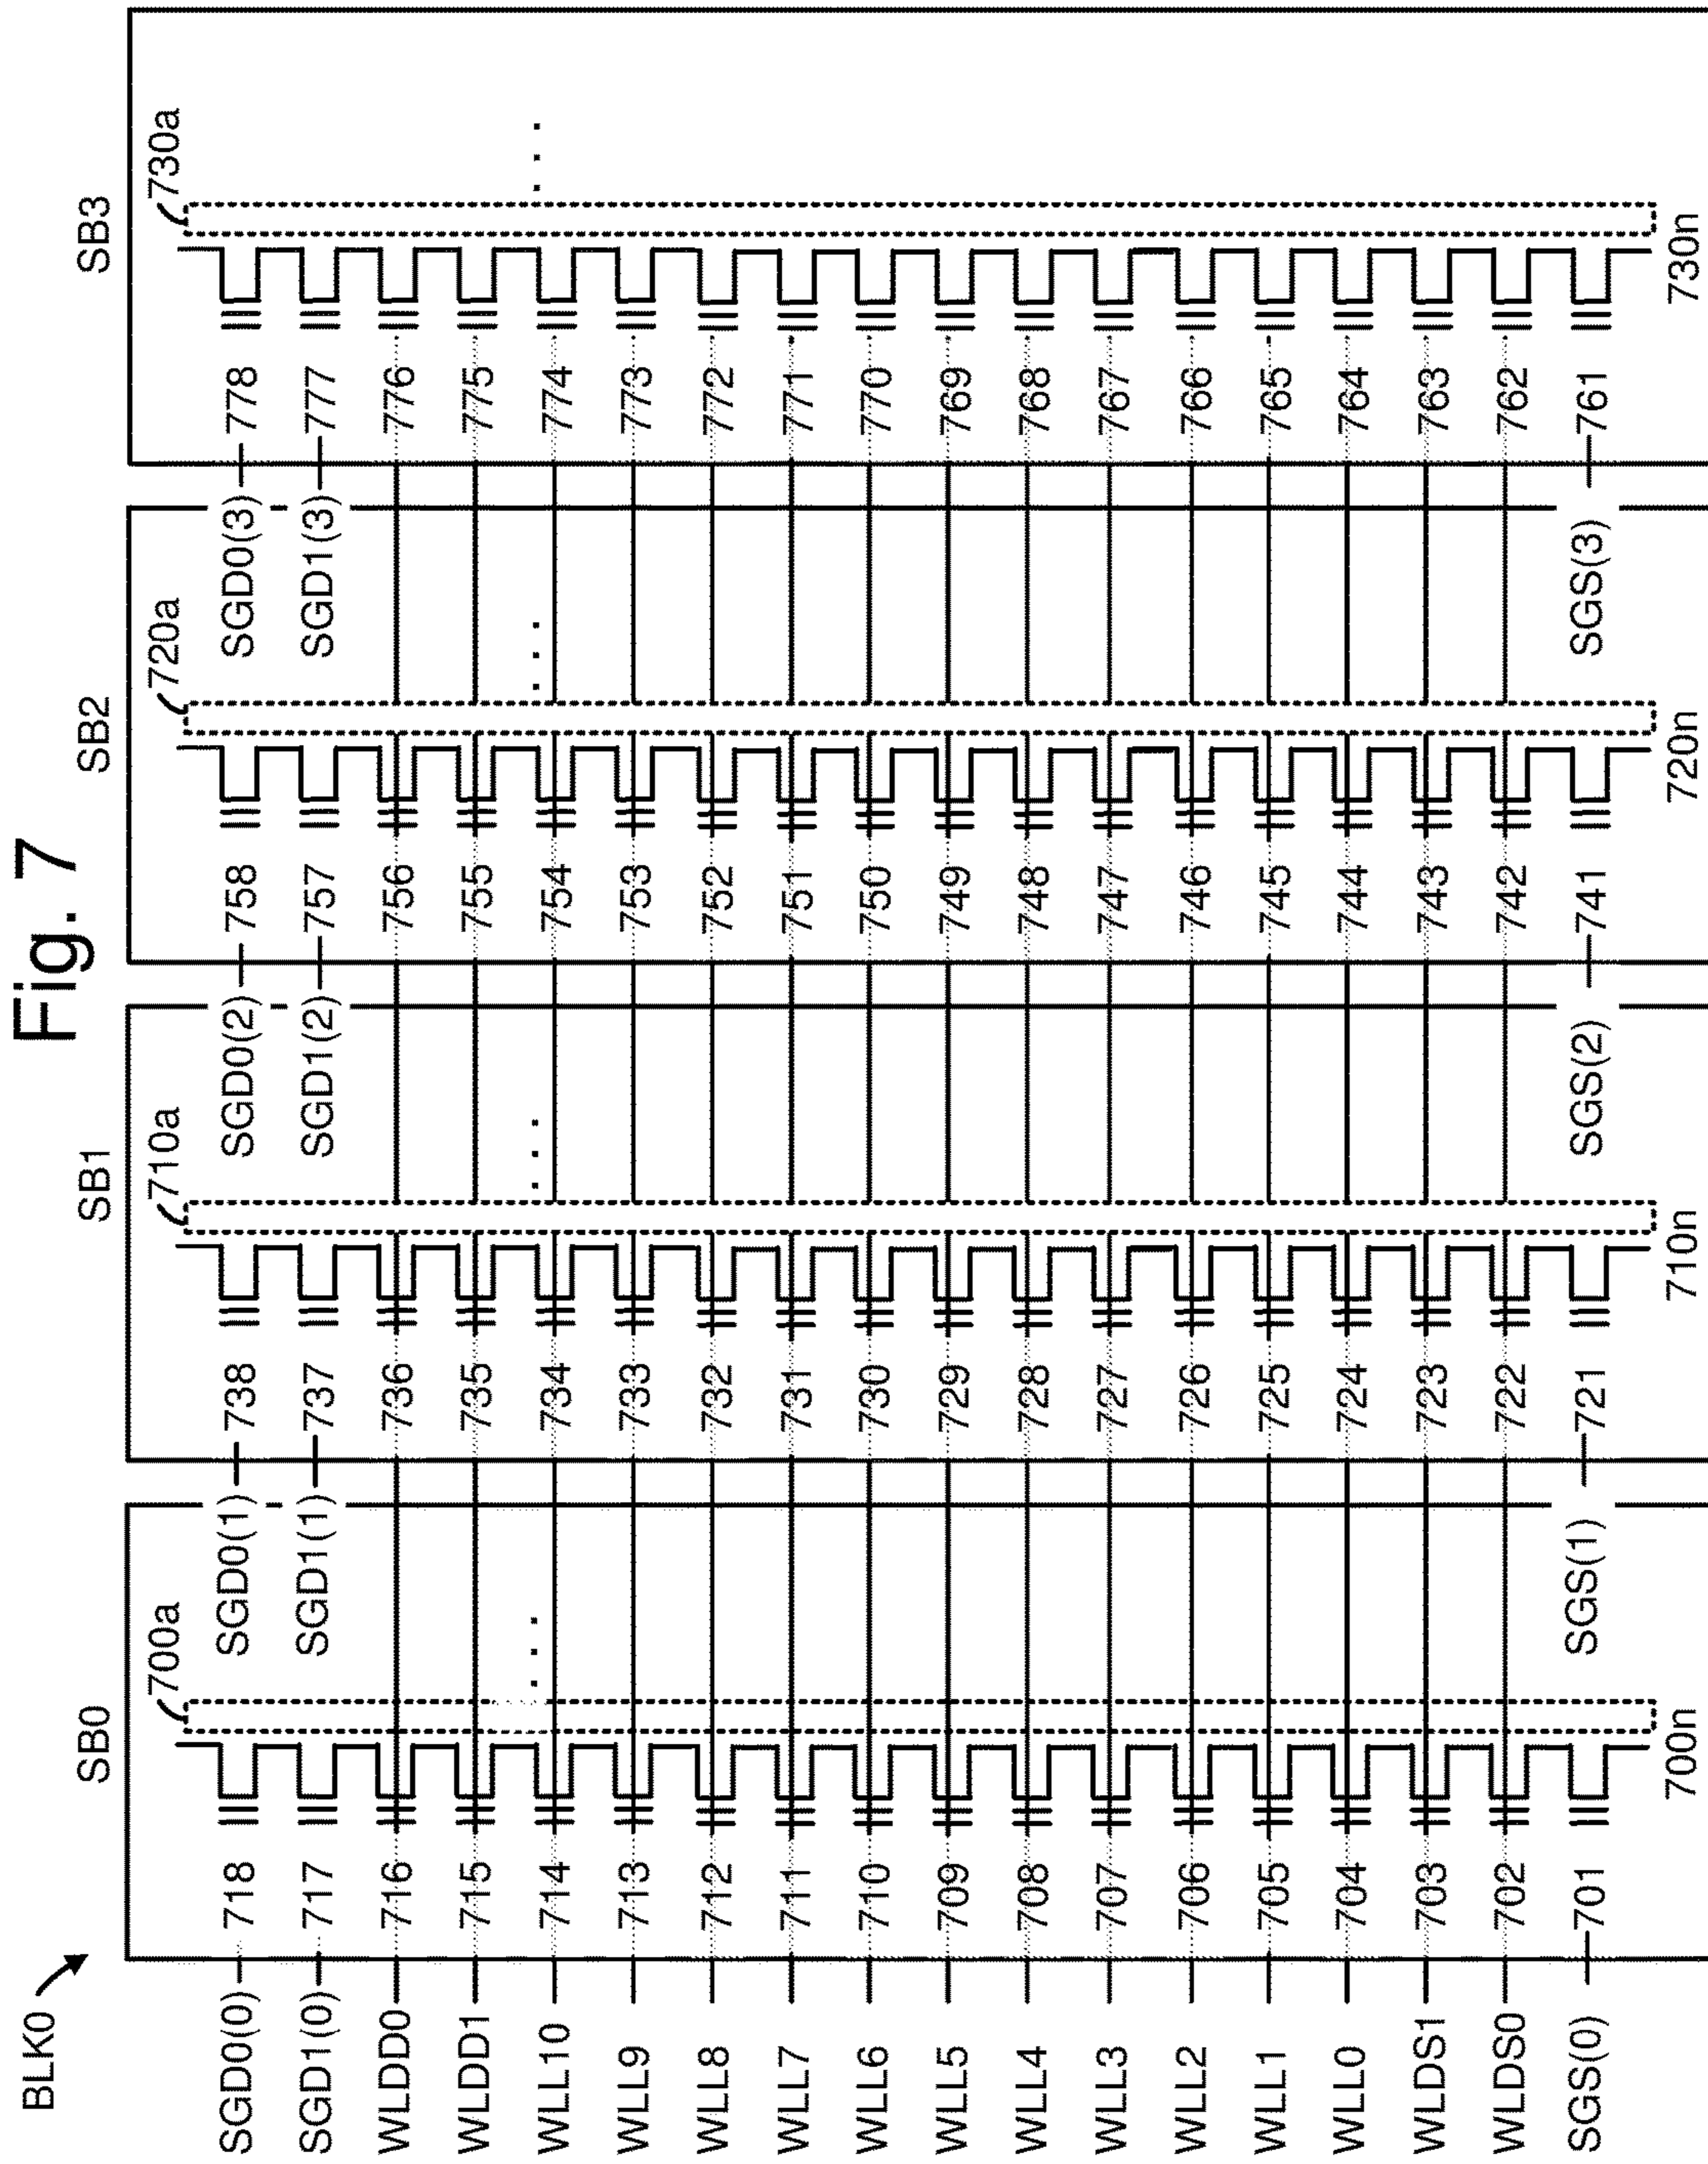 Fig. 7
BLK0
SB0 SB1 SB2 SB3
700a 710a 720a 730a
SGD0(0) 718 SGD0(1) 738 SGD0(2) 758 SGD0(3) 778
SGD1(0) 717 SGD1(1) 737 SGD1(2) 757 SGD1(3) 777
WLDD0 716 736 756 776
WLDD1 715 735 755 775
WLL10 714 734 754 774
WLL9 713 733 753 773
WLL8 712 732 752 772
WLL7 711 731 751 771
WLL6 710 730 750 770
WLL5 709 729 749 769
WLL4 708 728 748 768
WLL3 707 727 747 767
WLL2 706 726 746 766
WLL1 705 725 745 765
WLL0 704 724 744 764
WLDS1 703 723 743 763
WLDS0 702 722 742 762
SGS(0) 701 SGS(1) 721 SGS(2) 741 SGS(3) 761
700n 710n 720n 730n